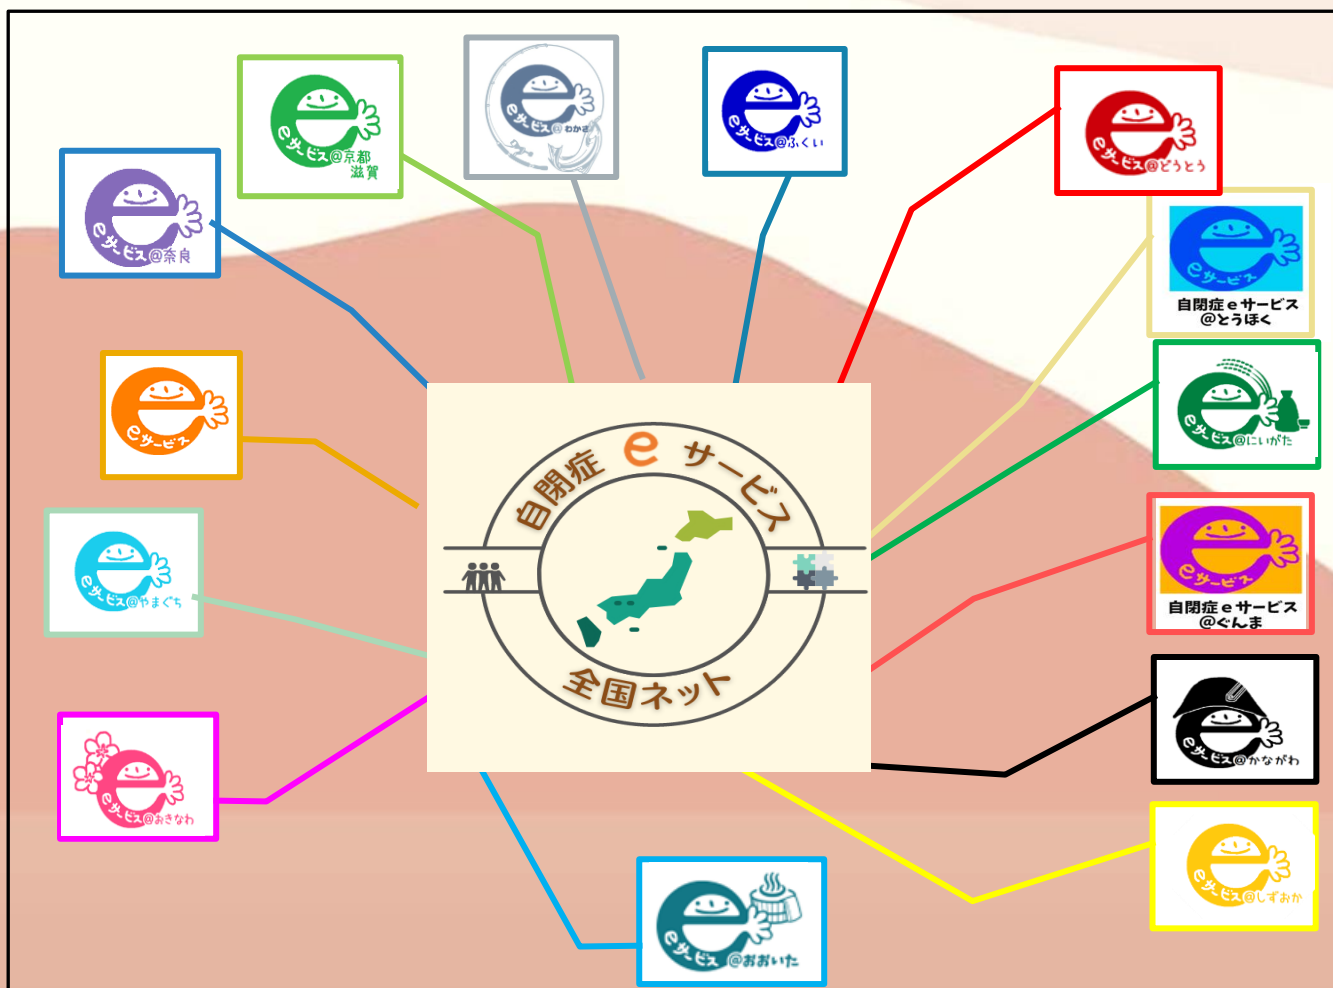 eサービス@京都
滋賀
eサービス@わかさ
eサービス@ふくい
eサービス@どうとう
eサービス@奈良
eサービス
自閉症eサービス
@とうほく
eサービス@にいがた
eサービス
自閉症 e サービス
全国ネット
eサービス
自閉症eサービス
@ぐんま
eサービス@やまぐち
eサービス@かながわ
eサービス@おきなわ
eサービス@しずおか
eサービス@おおいた